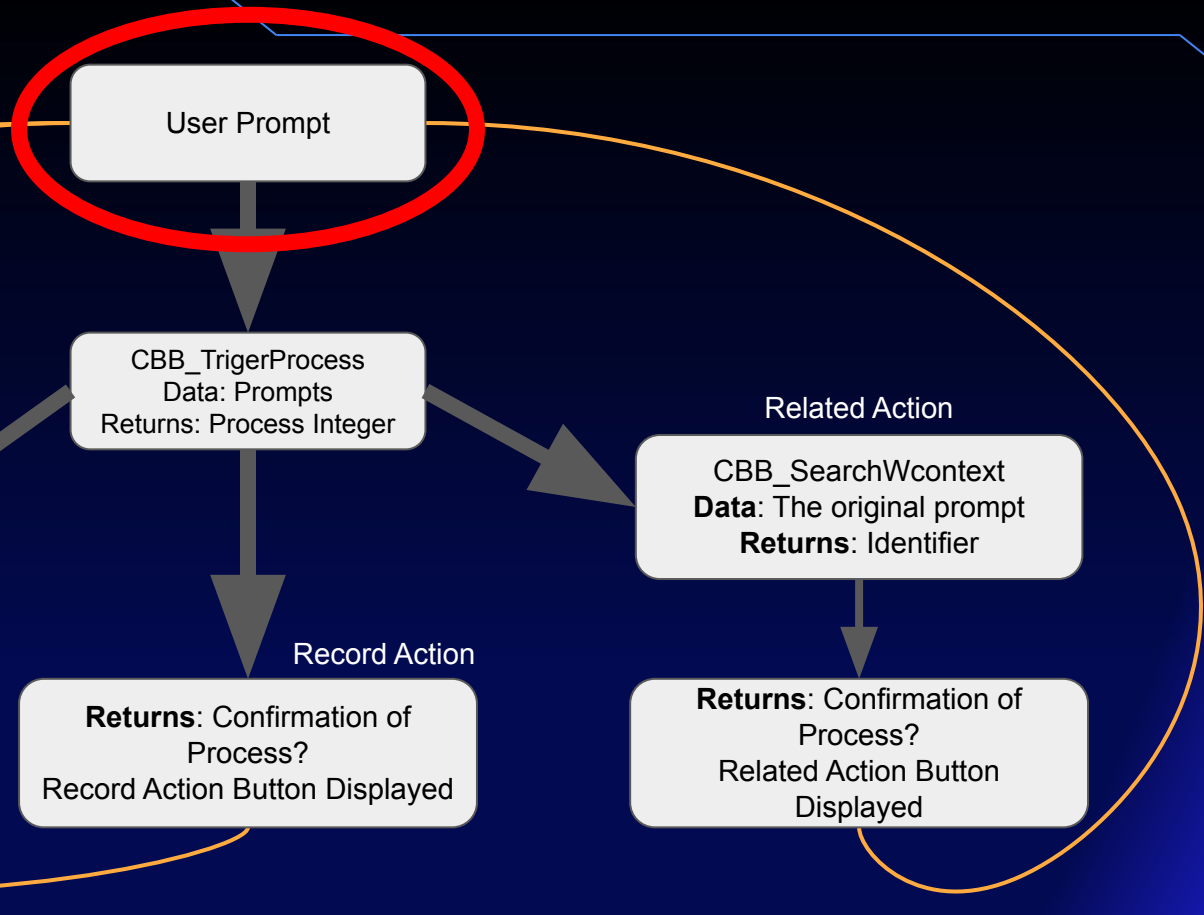 User Prompt
CBB_TrigerProcess
Data: Prompts
Returns: Process Integer
Related Action
CBB_SearchWcontext
Data: The original prompt
Returns: Identifier
Record Action
Returns: Confirmation of
Process?
Record Action Button Displayed
Returns: Confirmation of
Process?
Related Action Button
Displayed